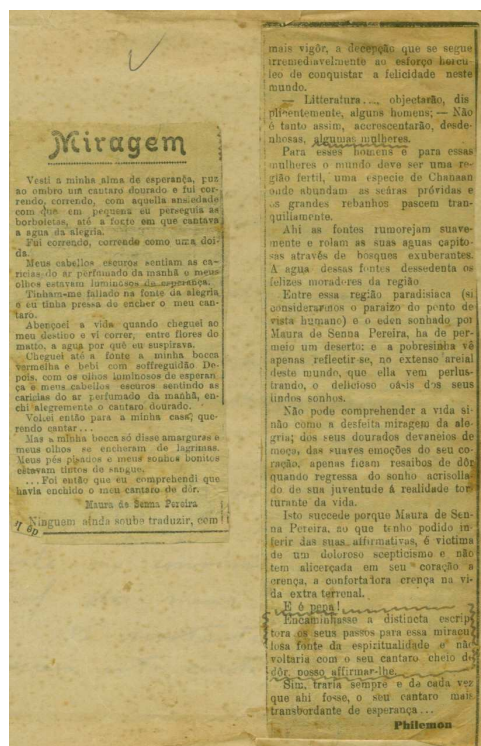 Miragem
Vesti a minha alma de esperança, puz
ao ombro um cantaro dourado e fui cor-
rendo, correndo, com aquella ansiedade
com que em pequena eu perseguia as
borboletas, até a fonte em que cantava
a agua da alegria.
Fui correndo, correndo como uma doi-
da.
Meus cabellos escuros sentiam as ca-
ricias do ar perfumado da manhã e meus
olhos estavam luminosos de esperança.
Tinham-me fallado na fonte da alegria
e eu tinha pressa de encher o meu can-
taro.
Abençoei a vida quando cheguei ao
meu destino e vi correr, entre flores do
matto, a agua por que eu suspirava.
Cheguei até a fonte a minha bocca
vermelha e bebi com soffreguidão De-
pois, com os olhos luminosos de esperan
ça e meus cabellos escuros sentindo as
caricias do ar perfumado da manhã, en-
chi alegremente o cantaro dourado.
Voltei então para a minha casa, que-
rendo cantar...
Mas a minha bocca só disse amarguras e
meus olhos se encheram de lagrimas.
Meus pés e meus sonhos bonitos
estavam tintos de sangue.
...Foi então que eu comprehendi que
havia enchido o meu cantaro de dôr.
Maura de Senna Pereira
Ninguem ainda soube traduzir, com
mais vigôr, a decepção que se segue
irremediavelmente ao esforço hercu
leo de conquistar a felicidade neste
mundo.
— Litteratura..., objectarão, dis
plicentemente, alguns homens; — Não
é tanto assim, accrescentarão, desde-
nhosas, algumas mulheres.
Para esses homens e para essas
mulheres o mundo deve ser uma re-
gião fertil, uma especie de Chanaan
onde abundam as seáras próvidas e
os grandes rebanhos pascem tran-
quillamente.
Ahi as fontes rumorejam suave-
mente e rolam as suas aguas capito-
sas através de bosques exuberantes.
A agua dessas fontes dessedenta os
felizes moradores da região
Entre essa região paradisiaca (si
considerarmos o paraizo do ponto de
vista humano) e o eden sonhado por
Maura de Senna Pereira, ha de per-
meio um deserto: e a pobresinha vê
apenas reflectir-se, no extenso areial
deste mundo, que ella vem perlus-
trando, o delicioso oásis dos seus
lindos sonhos.
Não pode comprehender a vida si-
não como a desfeita miragem da ale-
gria; dos seus dourados devaneios de
moça, das suaves emoções do seu co-
ração, apenas ficam resaibos de dôr
quando regressa do sonho acrisolla-
do de sua juventude á realidade tor-
turante da vida.
Isto succede porque Maura de Sen-
na Pereira, no que tenho podido in-
ferir das suas affirmativas, é victima
de um doloroso scepticismo e não
tem alicerçada em seu coração a
crença, a confortadora crença na vi-
da extra terrenal.
E é pena!
Encaminhasse a distincta escrip
tora os seus passos para essa miracu
losa fonte da espiritualidade e não
voltaria com o seu cantaro cheio de
dôr, posso affirmar-lhe.
Sim, traria sempre e de cada vez
que ahi fosse, o seu cantaro mais
transbordante de esperança...
Philemon